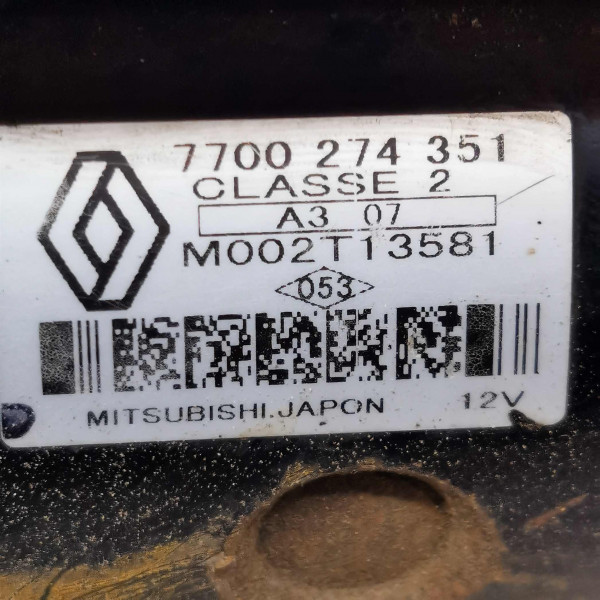 7700 274 351
CLASSE 2
A3 07
M002T13581
053
MITSUBISHI.JAPON 12V